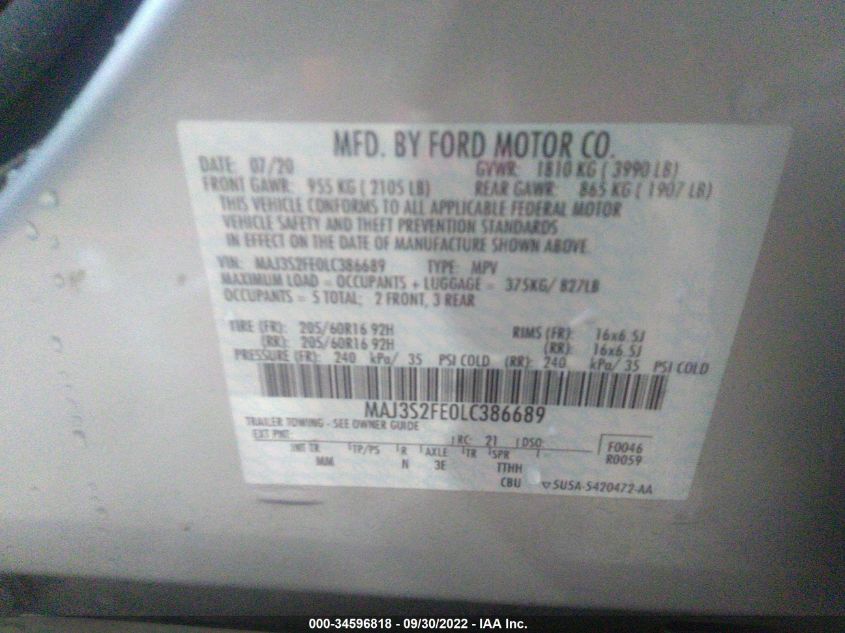 MFD. BY FORD MOTOR CO.
DATE: 07/20 GVWR: 1810 KG ( 3990 LB)
FRONT GAWR: 955 KG ( 2105 LB) REAR GAWR: 865 KG ( 1907 LB)
THIS VEHICLE CONFORMS TO ALL APPLICABLE FEDERAL MOTOR
VEHICLE SAFETY AND THEFT PREVENTION STANDARDS
IN EFFECT ON THE DATE OF MANUFACTURE SHOWN ABOVE.
VIN: MAJ3S2FE0LC386689 TYPE: MPV
MAXIMUM LOAD = OCCUPANTS + LUGGAGE = 375KG/ 827LB
OCCUPANTS = 5 TOTAL; 2 FRONT, 3 REAR
TIRE (FR): 205/60R16 92H RIMS (FR): 16x6.5J
(RR): 205/60R16 92H (RR): 16x6.5J
PRESSURE (FR): 240 kPa/ 35 PSI COLD (RR): 240 kPa/ 35 PSI COLD
MAJ3S2FE0LC386689
TRAILER TOWING - SEE OWNER GUIDE
EXT PNT: RC: 21 DSO: F0046
INT TR TP/PS R AXLE TR SPR R0059
MM N 3E TTHH
CBU ▽5U5A-5420472-AA
000-34596818 - 09/30/2022 - IAA Inc.